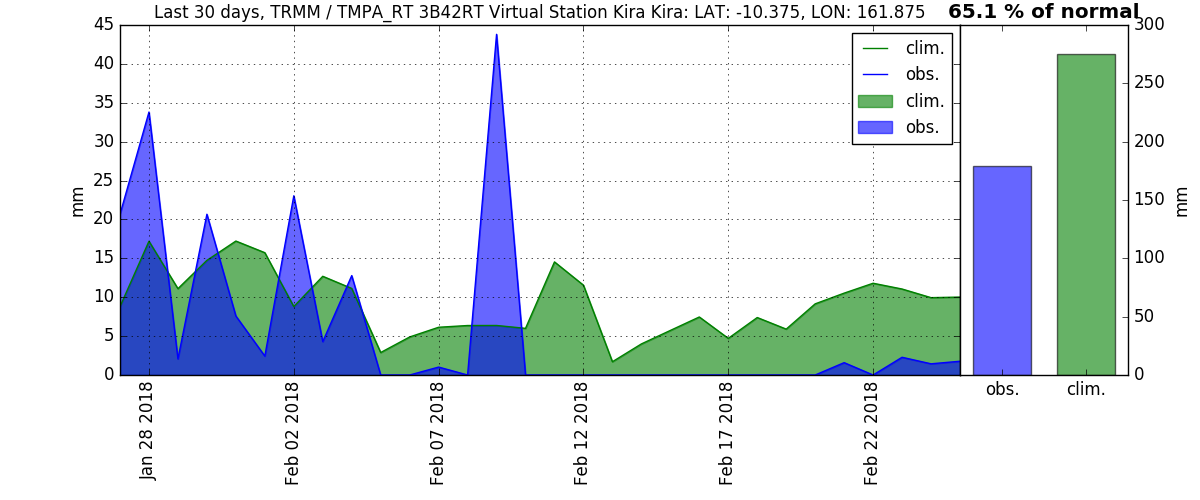 Last 30 days, TRMM / TMPA_RT 3B42RT Virtual Station Kira Kira: LAT: -10.375, LON: 161.875
65.1 % of normal
45
40
35
30
25
20
15
10
5
0
mm
clim.
obs.
clim.
obs.
300
250
200
150
100
50
0
mm
Jan 28 2018
Feb 02 2018
Feb 07 2018
Feb 12 2018
Feb 17 2018
Feb 22 2018
obs.
clim.